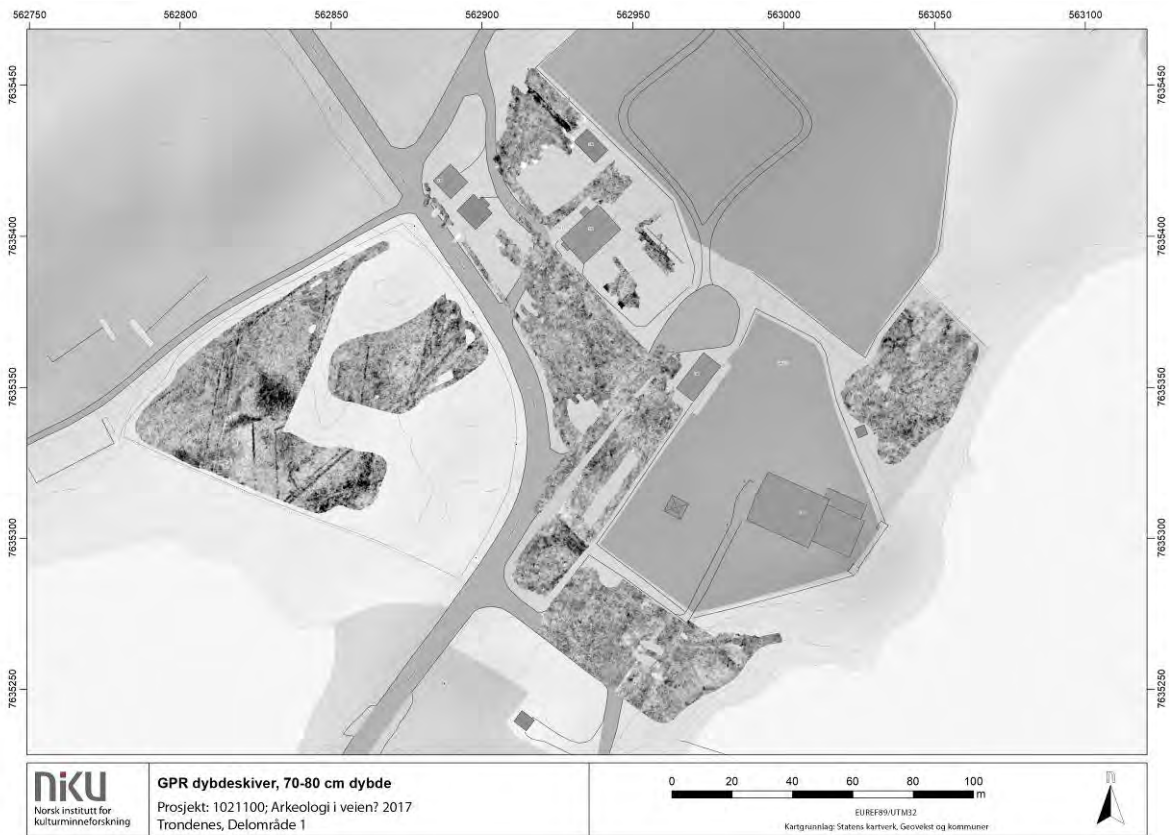 562750 562800 562850 562900 562950 563000 563050 563100
7635450 7635450
7635400 7635400
7635350 7635350
7635300 7635300
7635250 7635250
niku
Norsk institutt for
kulturminneforskning
GPR dybdeskiver, 70-80 cm dybde
Prosjekt: 1021100; Arkeologi i veien? 2017
Trondenes, Delområde 1
0 20 40 60 80 100
m
EUREF89/UTM32
Kartgrunnlag: Statens kartverk, Geovekst og kommuner
n